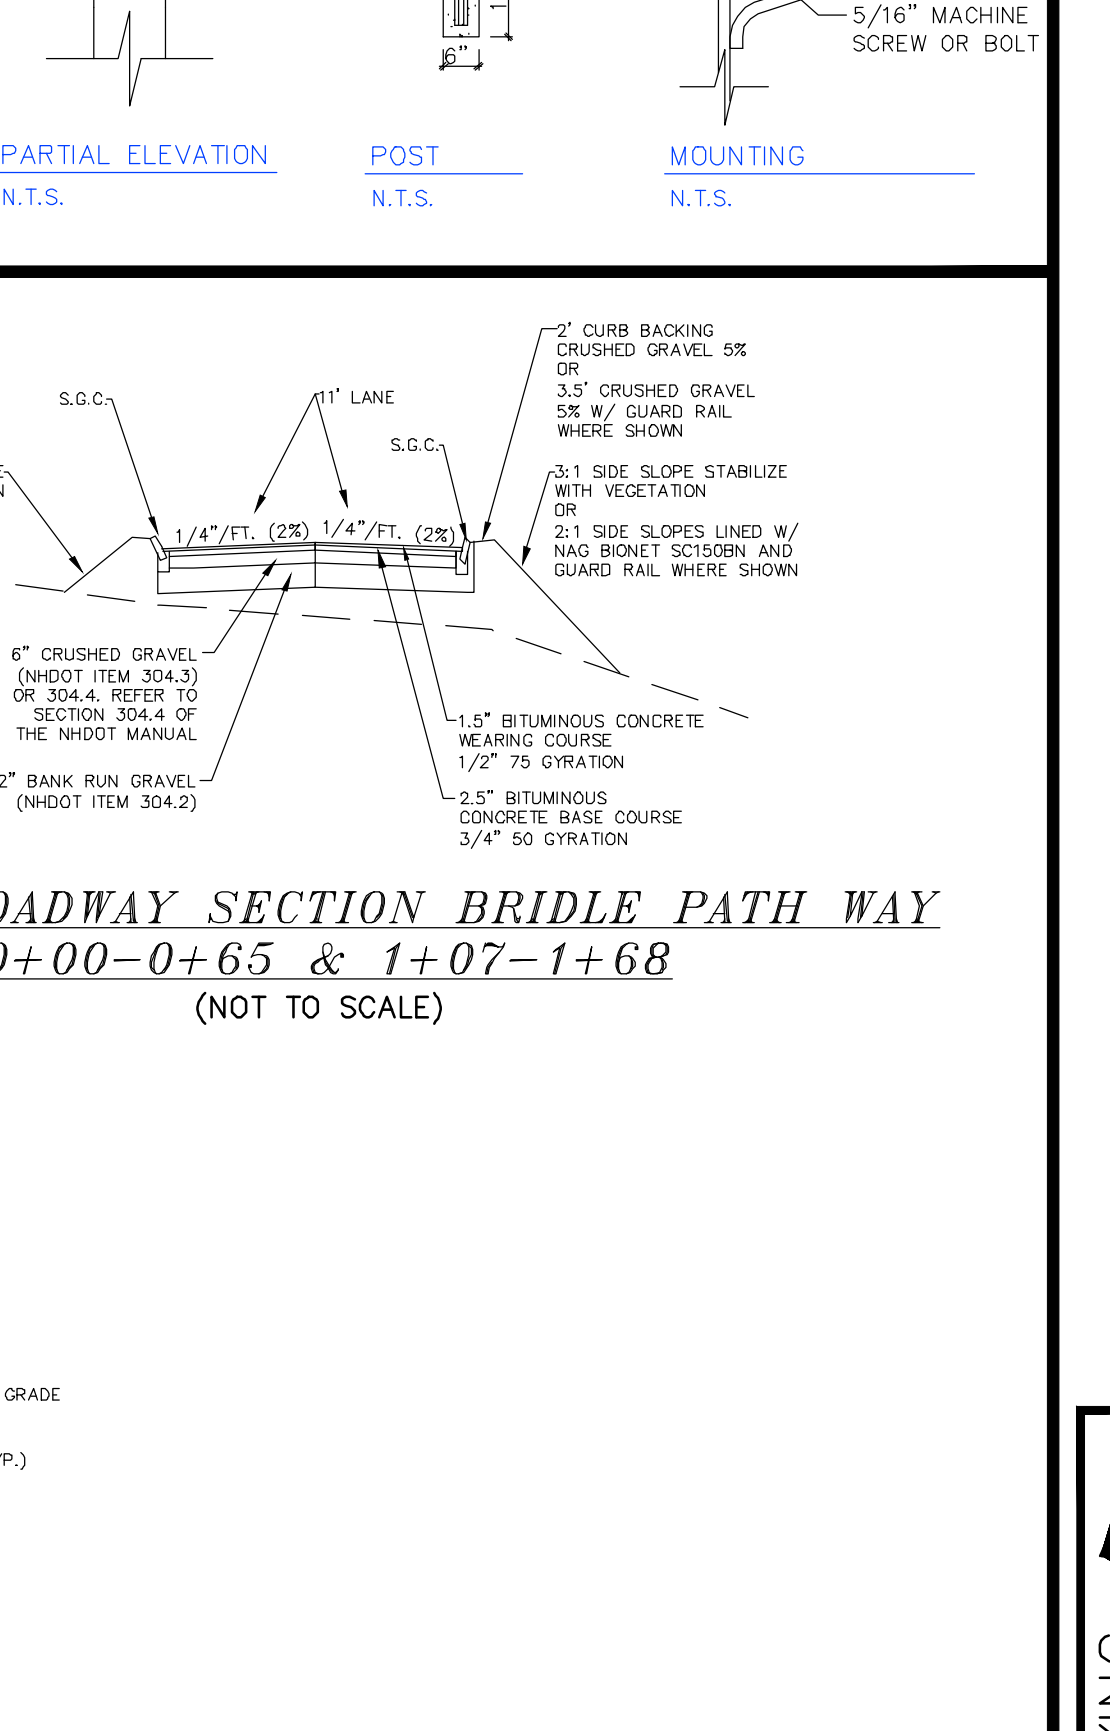 5/16" MACHINE
SCREW OR BOLT
1
6"
PARTIAL ELEVATION
N.T.S.
POST
N.T.S.
MOUNTING
N.T.S.
2' CURB BACKING
CRUSHED GRAVEL 5%
OR
3.5' CRUSHED GRAVEL
5% W/ GUARD RAIL
WHERE SHOWN
S.G.C.
11' LANE
S.G.C.
3:1 SIDE SLOPE STABILIZE
WITH VEGETATION
OR
2:1 SIDE SLOPES LINED W/
NAG BIONET SC150BN AND
GUARD RAIL WHERE SHOWN
1/4"/FT. (2%) 1/4"/FT. (2%)
6" CRUSHED GRAVEL
(NHDOT ITEM 304.3)
OR 304.4. REFER TO
SECTION 304.4 OF
THE NHDOT MANUAL
2" BANK RUN GRAVEL
(NHDOT ITEM 304.2)
1.5" BITUMINOUS CONCRETE
WEARING COURSE
1/2" 75 GYRATION
2.5" BITUMINOUS
CONCRETE BASE COURSE
3/4" 50 GYRATION
OADWAY SECTION BRIDLE PATH WAY
0+00-0+65 & 1+07-1+68
(NOT TO SCALE)
GRADE
YP.)